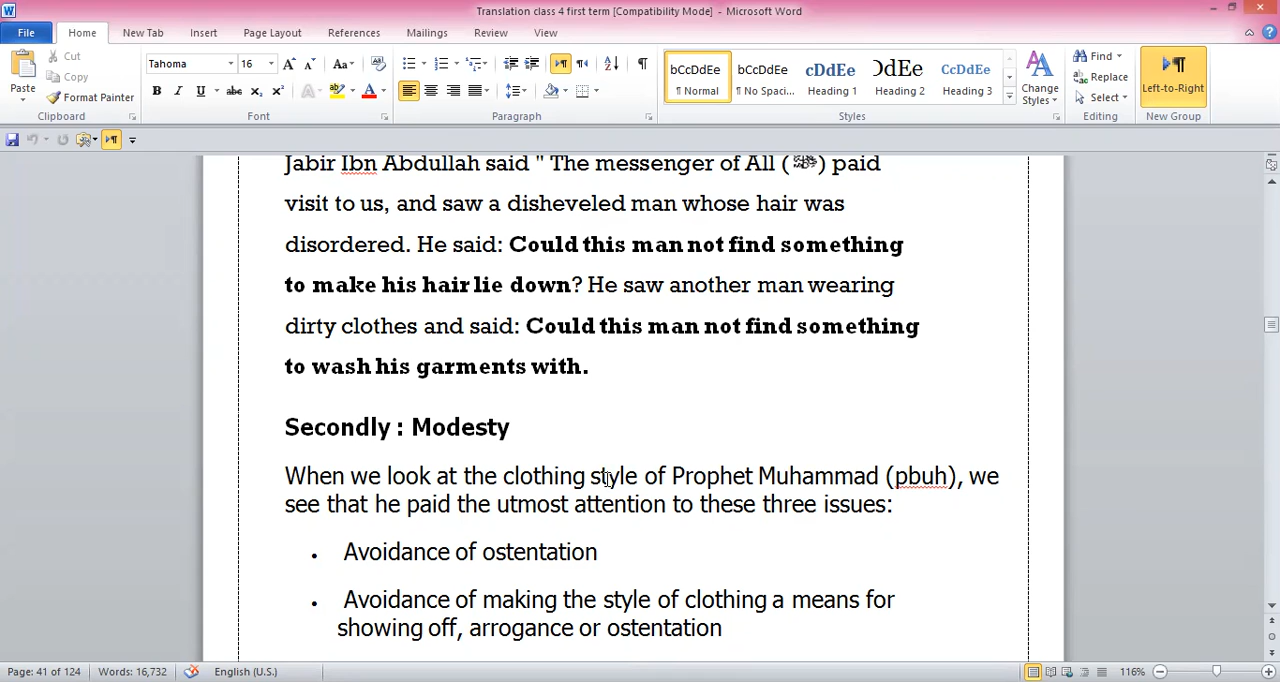 Translation class 4 first term [Compatibility Mode] - Microsoft Word
File Home New Tab Insert Page Layout References Mailings Review View
Paste
Cut
Copy
Format Painter
Clipboard
Tahoma 16
Font
Paragraph
bCcDdEe bCcDdEe cDdEe DdEe CcDdEe
¶ Normal ¶ No Spaci... Heading 1 Heading 2 Heading 3
Styles
Change Styles
Find
Replace
Select
Editing
Left-to-Right
New Group
Jabir Ibn Abdullah said " The messenger of All (ﷺ) paid
visit to us, and saw a disheveled man whose hair was
disordered. He said: Could this man not find something
to make his hair lie down? He saw another man wearing
dirty clothes and said: Could this man not find something
to wash his garments with.
Secondly : Modesty
When we look at the clothing style of Prophet Muhammad (pbuh), we
see that he paid the utmost attention to these three issues:
• Avoidance of ostentation
• Avoidance of making the style of clothing a means for
showing off, arrogance or ostentation
Page: 41 of 124 Words: 16,732 English (U.S.) 116%